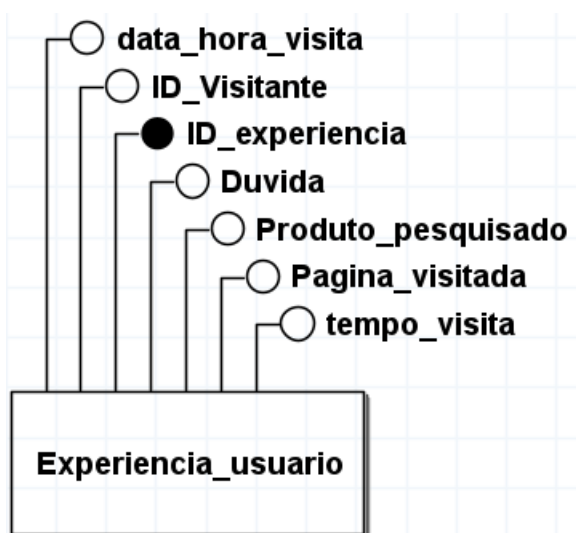 data_hora_visita
ID_Visitante
ID_experiencia
Duvida
Produto_pesquisado
Pagina_visitada
tempo_visita
Experiencia_usuario